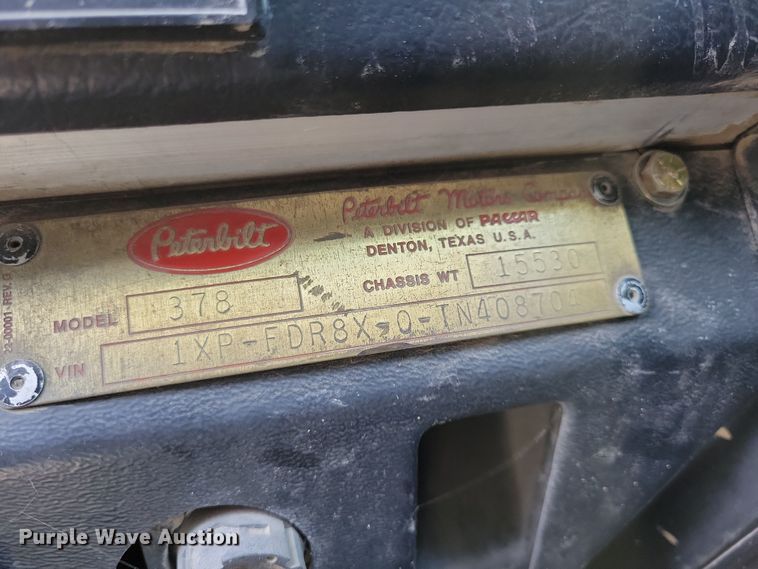 Peterbilt
Peterbilt Motors Company
A DIVISION OF PACCAR
DENTON, TEXAS U.S.A.
MODEL 378
CHASSIS WT 15530
VIN 1XP-FDR8X-0-TN408704
Purple Wave Auction